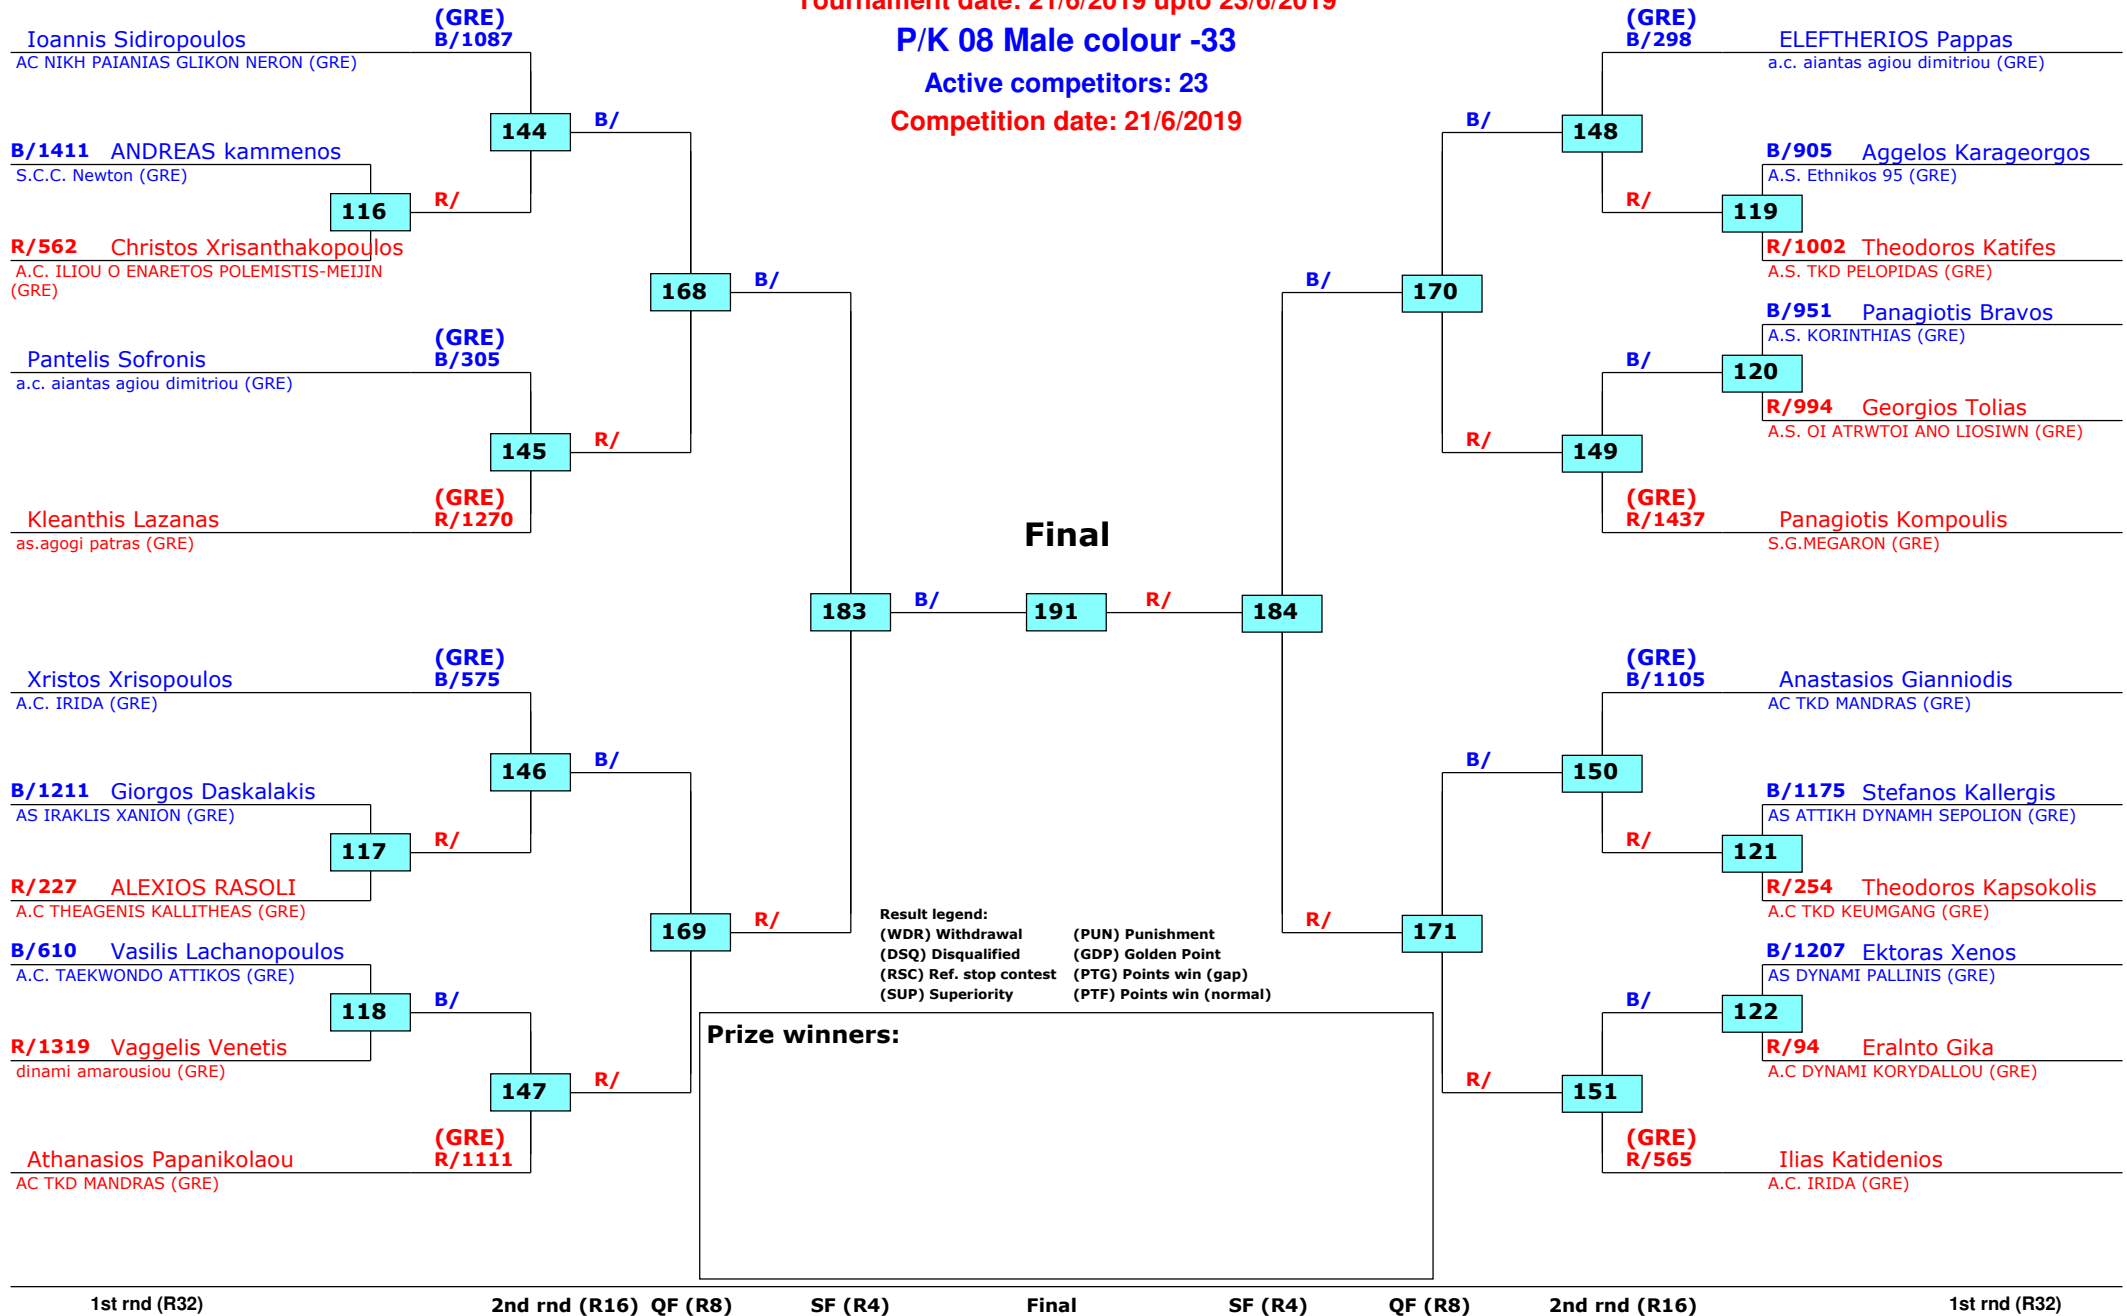 Tournament date: 21/6/2019 upto 23/6/2019
P/K 08 Male colour -33
Active competitors: 23
Competition date: 21/6/2019
(GRE)
Ioannis Sidiropoulos B/1087
AC NIKH PAIANIAS GLIKON NERON (GRE)
144 B/
B/1411 ANDREAS kammenos
S.C.C. Newton (GRE)
116 R/
R/562 Christos Xrisanthakopoulos
A.C. ILIOU O ENARETOS POLEMISTIS-MEIJIN
(GRE)
168 B/
(GRE)
Pantelis Sofronis B/305
a.c. aiantas agiou dimitriou (GRE)
145 R/
(GRE)
Kleanthis Lazanas R/1270
as.agogi patras (GRE)
183 B/
(GRE)
Xristos Xrisopoulos B/575
A.C. IRIDA (GRE)
146 B/
B/1211 Giorgos Daskalakis
AS IRAKLIS XANION (GRE)
117 R/
R/227 ALEXIOS RASOLI
A.C THEAGENIS KALLITHEAS (GRE)
169 R/
B/610 Vasilis Lachanopoulos
A.C. TAEKWONDO ATTIKOS (GRE)
118 B/
R/1319 Vaggelis Venetis
dinami amarousiou (GRE)
147 R/
(GRE)
Athanasios Papanikolaou R/1111
AC TKD MANDRAS (GRE)
Final
191
(GRE)
B/298 ELEFTHERIOS Pappas
a.c. aiantas agiou dimitriou (GRE)
B/ 148
B/905 Aggelos Karageorgos
A.S. Ethnikos 95 (GRE)
R/ 119
R/1002 Theodoros Katifes
A.S. TKD PELOPIDAS (GRE)
B/ 170
B/951 Panagiotis Bravos
A.S. KORINTHIAS (GRE)
B/ 120
R/994 Georgios Tolias
A.S. OI ATRWTOI ANO LIOSIWN (GRE)
R/ 149
(GRE)
R/1437 Panagiotis Kompoulis
S.G.MEGARON (GRE)
R/ 184
(GRE)
B/1105 Anastasios Gianniodis
AC TKD MANDRAS (GRE)
B/ 150
B/1175 Stefanos Kallergis
AS ATTIKH DYNAMH SEPOLION (GRE)
R/ 121
R/254 Theodoros Kapsokolis
A.C TKD KEUMGANG (GRE)
R/ 171
B/1207 Ektoras Xenos
AS DYNAMI PALLINIS (GRE)
B/ 122
R/94 Eralnto Gika
A.C DYNAMI KORYDALLOU (GRE)
R/ 151
(GRE)
R/565 Ilias Katidenios
A.C. IRIDA (GRE)
Result legend:
(WDR) Withdrawal (PUN) Punishment
(DSQ) Disqualified (GDP) Golden Point
(RSC) Ref. stop contest (PTG) Points win (gap)
(SUP) Superiority (PTF) Points win (normal)
Prize winners:
1st rnd (R32) 2nd rnd (R16) QF (R8) SF (R4) Final SF (R4) QF (R8) 2nd rnd (R16) 1st rnd (R32)